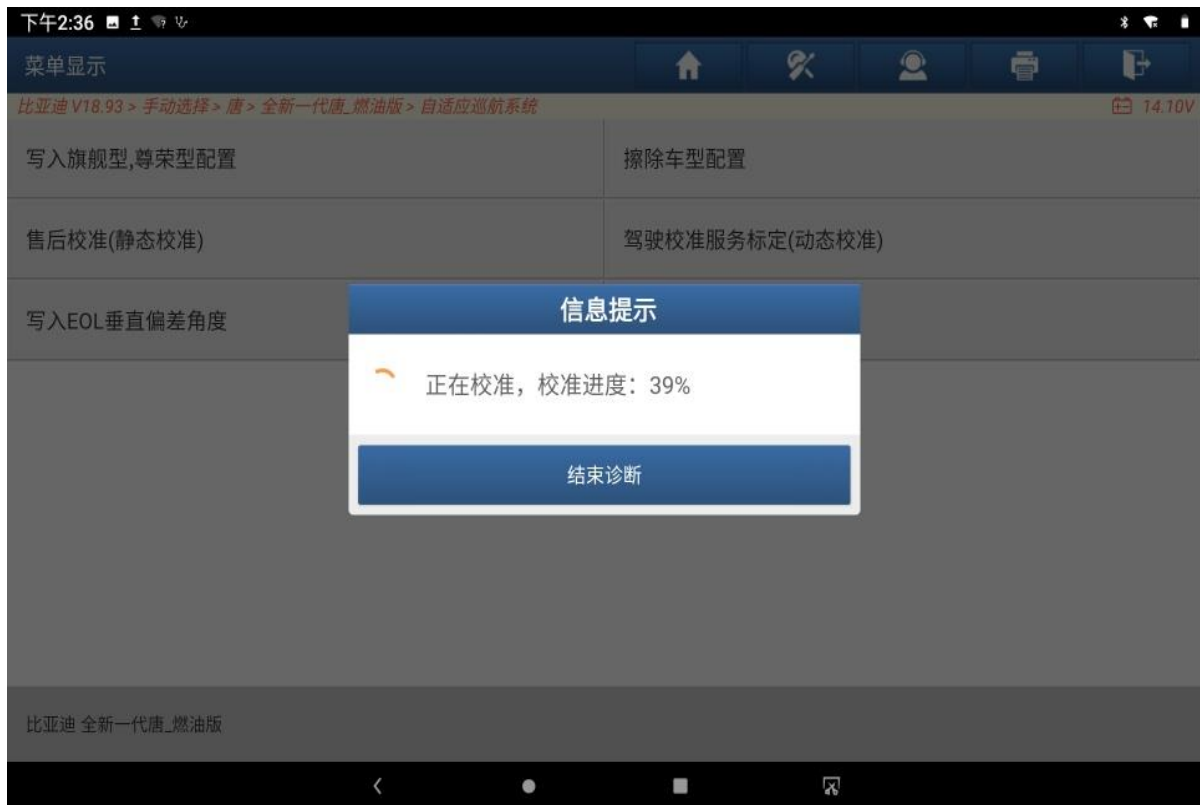 下午2:36
菜单显示
比亚迪 V18.93 > 手动选择 > 唐 > 全新一代唐_燃油版 > 自适应巡航系统
14.10V
写入旗舰型,尊荣型配置
擦除车型配置
售后校准(静态校准)
驾驶校准服务标定(动态校准)
写入EOL垂直偏差角度
信息提示
正在校准，校准进度：39%
结束诊断
比亚迪 全新一代唐_燃油版